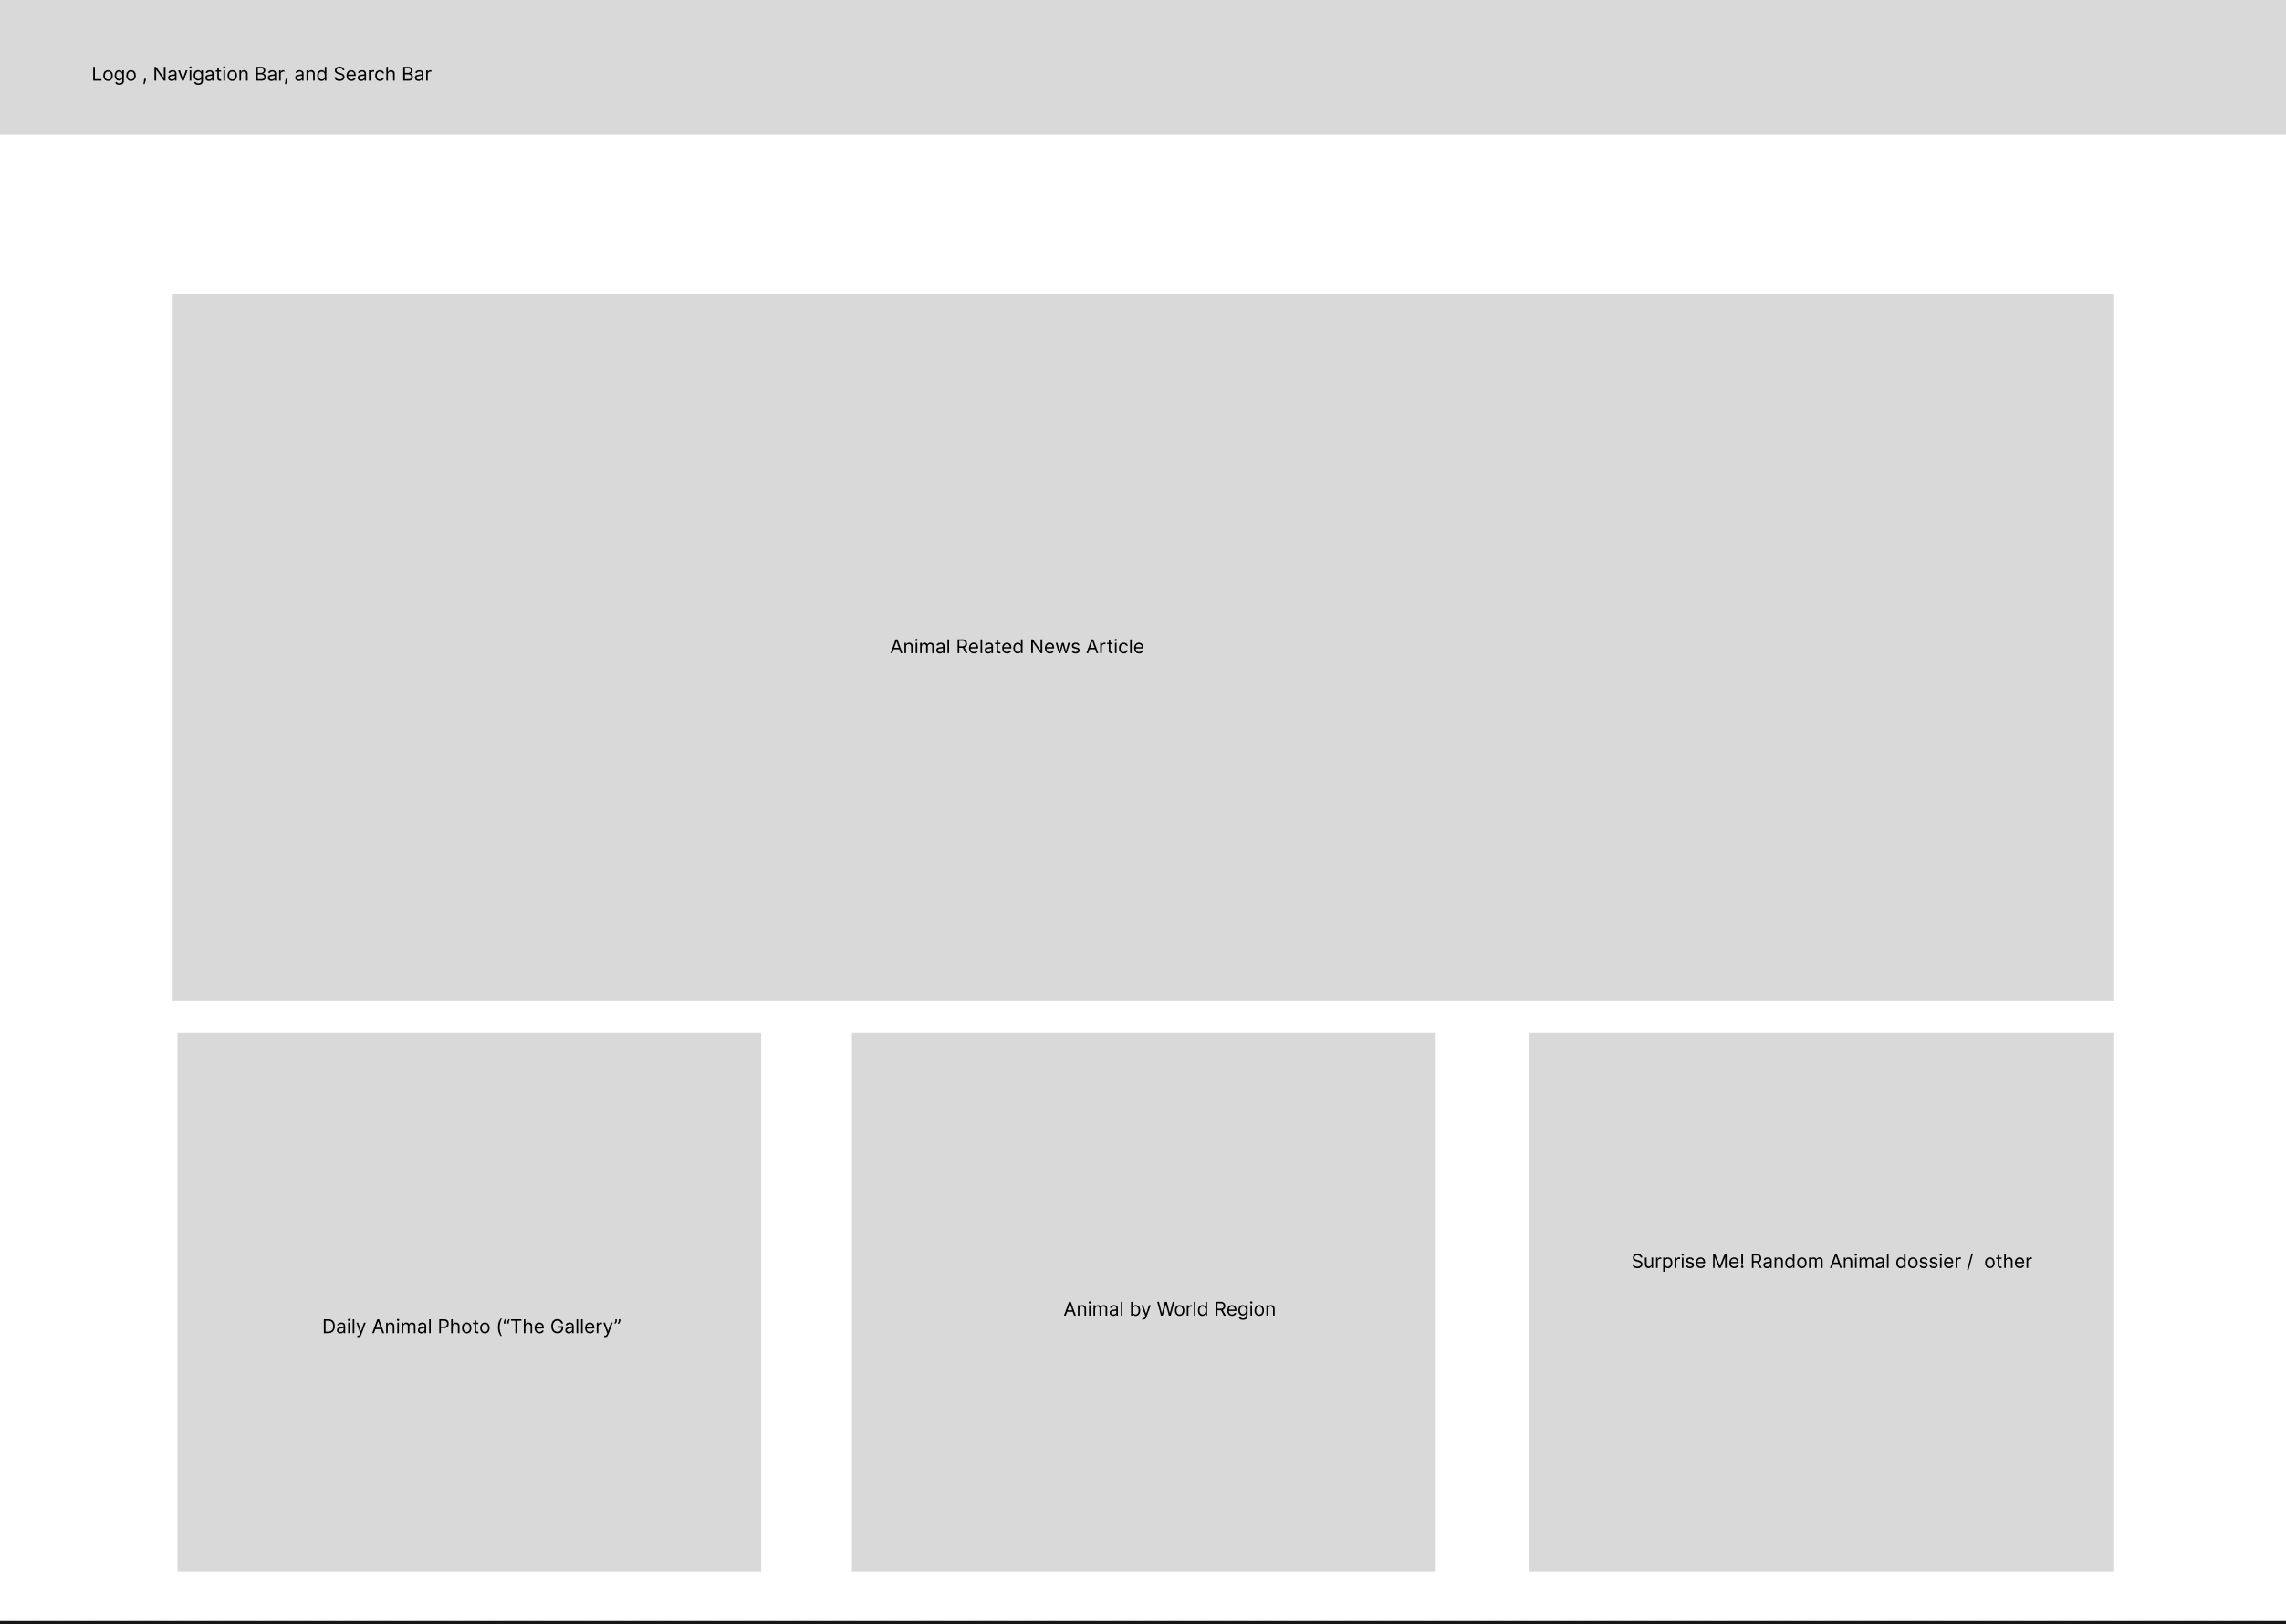 Logo , Navigation Bar, and Search Bar
Animal Related News Article
Daily Animal Photo (“The Gallery”
Animal by World Region
Surprise Me! Random Animal dossier /  other